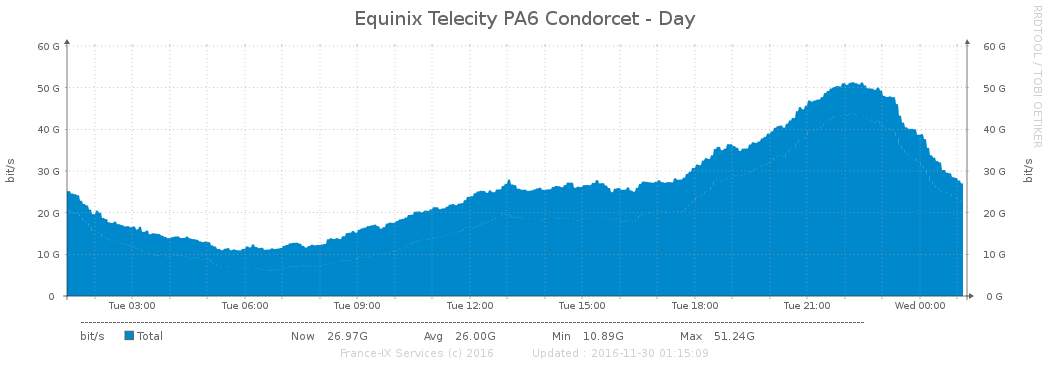 Equinix Telecity PA6 Condorcet - Day
RRDTOOL / TOBI OETIKER
bit/s
bit/s
60 G 60 G
50 G 50 G
40 G 40 G
30 G 30 G
20 G 20 G
10 G 10 G
0 0 G
Tue 03:00 Tue 06:00 Tue 09:00 Tue 12:00 Tue 15:00 Tue 18:00 Tue 21:00 Wed 00:00
bit/s Total Now 26.97G Avg 26.00G Min 10.89G Max 51.24G
France-IX Services (c) 2016 Updated : 2016-11-30 01:15:09